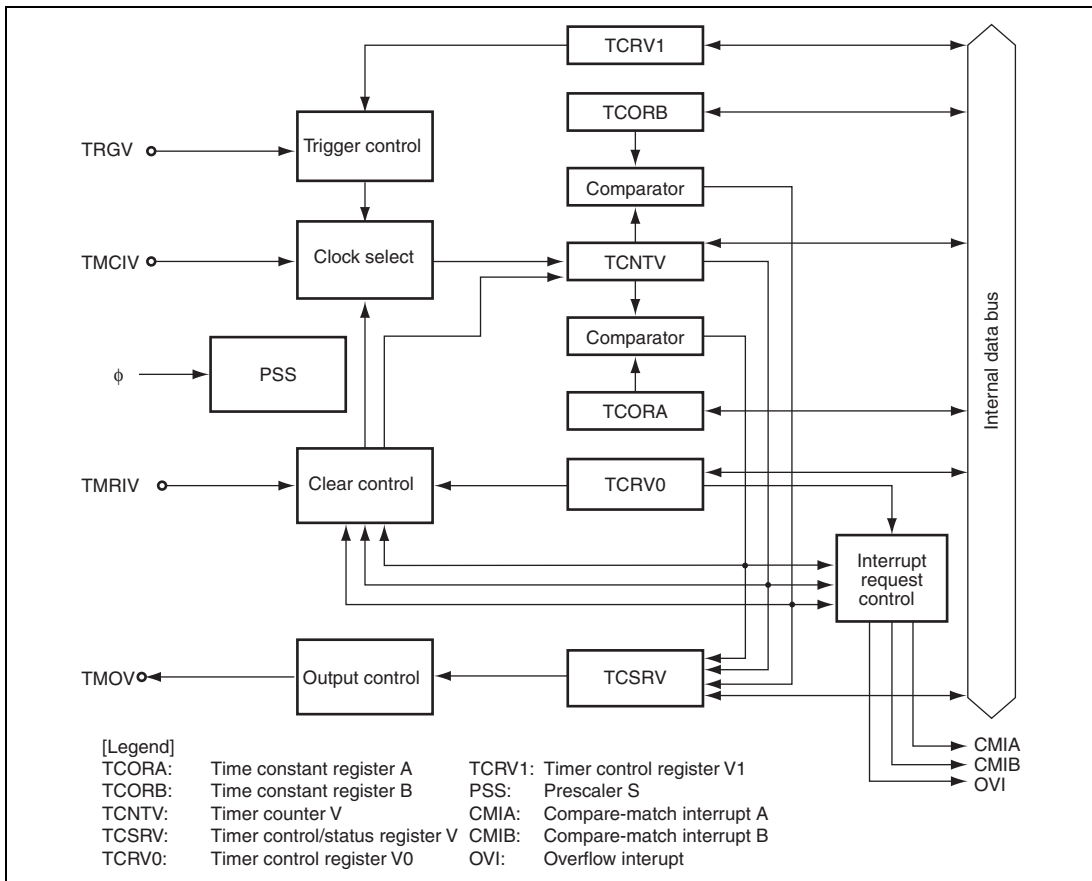 TCRV1
TCORB
TRGV
Trigger control
Comparator
TMCIV
Clock select
TCNTV
Comparator
φ
PSS
TCORA
Internal data bus
TMRIV
Clear control
TCRV0
Interrupt
request
control
TMOV
Output control
TCSRV
CMIA
CMIB
OVI
[Legend]
TCORA: Time constant register A
TCORB: Time constant register B
TCNTV: Timer counter V
TCSRV: Timer control/status register V
TCRV0: Timer control register V0
TCRV1: Timer control register V1
PSS: Prescaler S
CMIA: Compare-match interrupt A
CMIB: Compare-match interrupt B
OVI: Overflow interupt